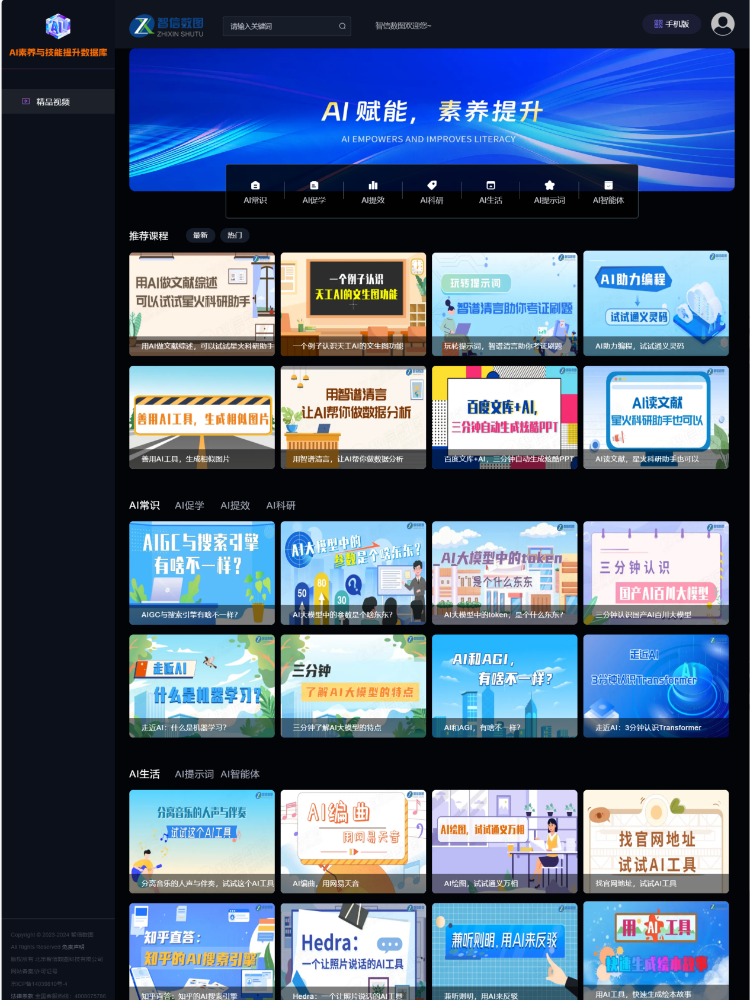 AI素养与技能提升数据库
精品视频
智信数图
ZHIXIN SHUTU
请输入关键词
智信数图欢迎您~
手机版
AI 赋能，素养提升
AI EMPOWERS AND IMPROVES LITERACY
AI常识
AI促学
AI提效
AI科研
AI生活
AI提示词
AI智能体
推荐课程
最新
热门
用AI做文献综述
可以试试星火科研助手
用AI做文献综述，可以试试星火科研助手
一个例子认识
天工AI的文生图功能
一个例子认识天工AI的文生图功能
玩转提示词
智谱清言助你考证刷题
玩转提示词，智谱清言助你考证刷题
AI助力编程
试试通义灵码
AI助力编程，试试通义灵码
善用AI工具，生成相似图片
善用AI工具，生成相似图片
用智谱清言
让AI帮你做数据分析
用智谱清言，让AI帮你做数据分析
百度文库+AI，
三分钟自动生成炫酷PPT
百度文库+AI，三分钟自动生成炫酷PPT
AI读文献
星火科研助手也可以
AI读文献，星火科研助手也可以
AI常识
AI促学
AI提效
AI科研
AIGC与搜索引擎
有啥不一样？
AIGC与搜索引擎有啥不一样？
AI大模型中的
参数是个啥东东？
50
80
30
AI大模型中的参数是个啥东东？
AI大模型中的token
是个什么东东
AI大模型中的token，是个什么东东？
三分钟认识
国产AI百川大模型
三分钟认识国产AI百川大模型
走近AI
什么是机器学习？
走近AI：什么是机器学习？
三分钟
了解AI大模型的特点
三分钟了解AI大模型的特点
AI和AGI，
有啥不一样？
AI和AGI，有啥不一样？
走近AI
3分钟认识Transformer
AI
走近AI：3分钟认识Transformer
AI生活
AI提示词
AI智能体
分离音乐的人声与伴奏
试试这个AI工具
分离音乐的人声与伴奏，试试这个AI工具
AI编曲
用网易天音
AI编曲，用网易天音
AI绘图，试试通义万相
AI绘图，试试通义万相
找官网地址
试试AI工具
找官网地址，试试AI工具
知乎直答：
知乎的AI搜索引擎
知乎直答：知乎的AI搜索引擎
Hedra：
一个让照片说话的AI工具
Hedra：一个让照片说话的AI工具
兼听则明，用AI来反驳
兼听则明，用AI来反驳
用AI工具
快速生成绘本故事
用AI工具，快速生成绘本故事
Copyright © 2023-2024 智信数图
All Rights Reserved 免责声明
版权所有 北京智信数图科技有限公司
网站备案/许可证号
京ICP备14039810号-4
法律条款 全国客服热线：4006075786